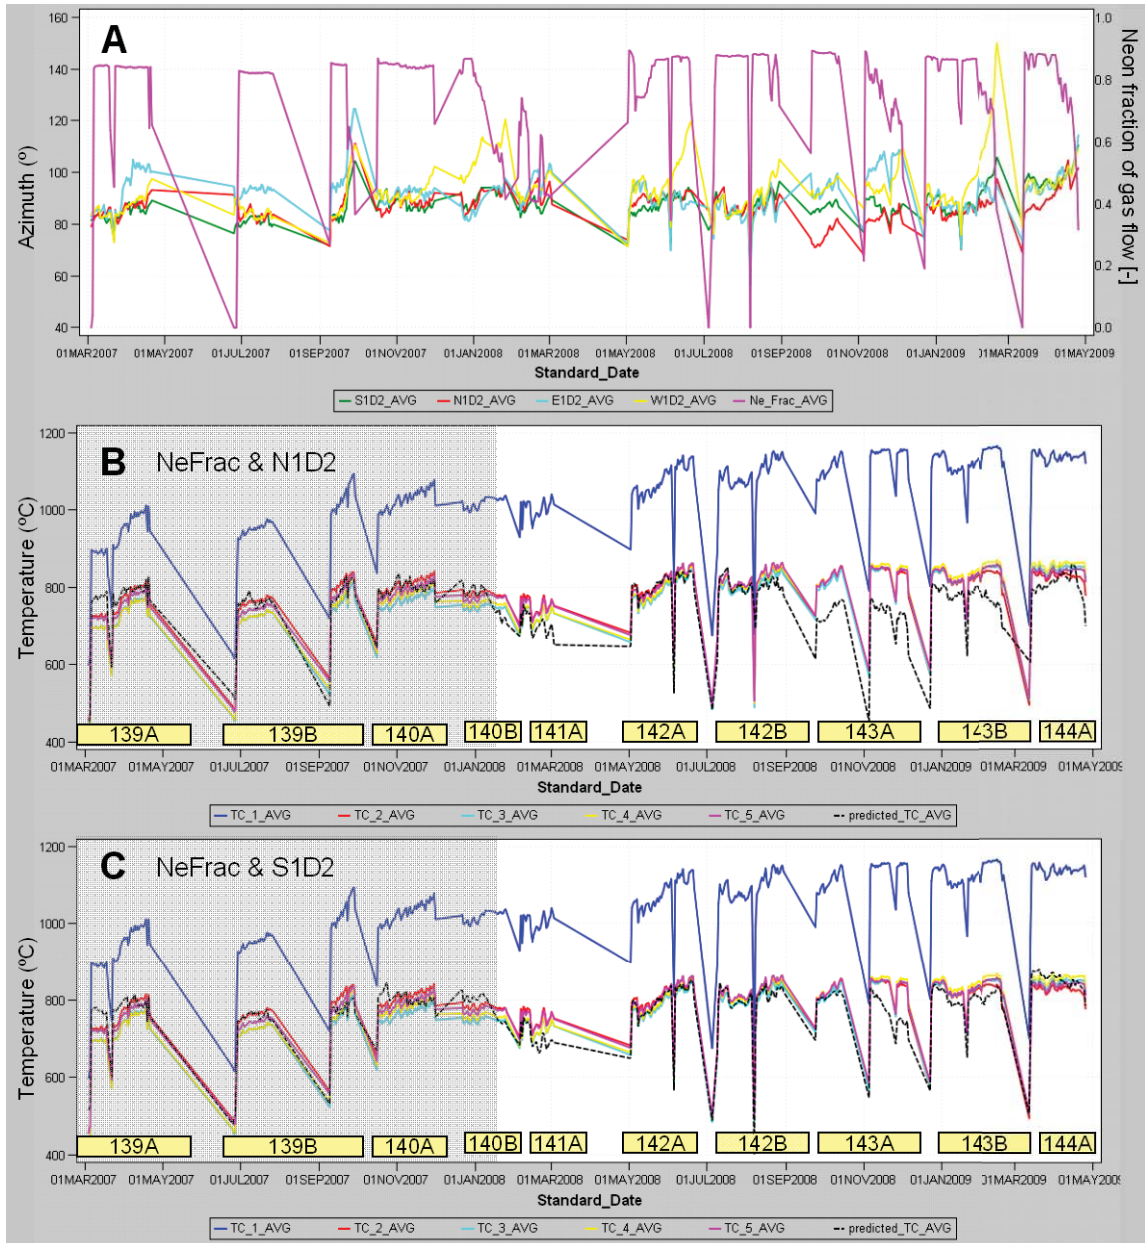 A
160
140
120
100
80
60
40
Azimuth (º)
1.0
0.8
0.6
0.4
0.2
0.0
Neon fraction of gas flow [-]
01MAR2007 01MAY2007 01JUL2007 01SEP2007 01NOV2007 01JAN2008 01MAR2008 01MAY2008 01JUL2008 01SEP2008 01NOV2008 01JAN2009 01MAR2009 01MAY2009
Standard_Date
S1D2_AVG N1D2_AVG E1D2_AVG W1D2_AVG Ne_Frac_AVG
B NeFrac & N1D2
1200
1000
800
600
400
Temperature (ºC)
139A 139B 140A 140B 141A 142A 142B 143A 143B 144A
01MAR2007 01MAY2007 01JUL2007 01SEP2007 01NOV2007 01JAN2008 01MAR2008 01MAY2008 01JUL2008 01SEP2008 01NOV2008 01JAN2009 01MAR2009 01MAY2009
Standard_Date
TC_1_AVG TC_2_AVG TC_3_AVG TC_4_AVG TC_5_AVG predicted_TC_AVG
C NeFrac & S1D2
1200
1000
800
600
400
Temperature (ºC)
139A 139B 140A 140B 141A 142A 142B 143A 143B 144A
01MAR2007 01MAY2007 01JUL2007 01SEP2007 01NOV2007 01JAN2008 01MAR2008 01MAY2008 01JUL2008 01SEP2008 01NOV2008 01JAN2009 01MAR2009 01MAY2009
Standard_Date
TC_1_AVG TC_2_AVG TC_3_AVG TC_4_AVG TC_5_AVG predicted_TC_AVG